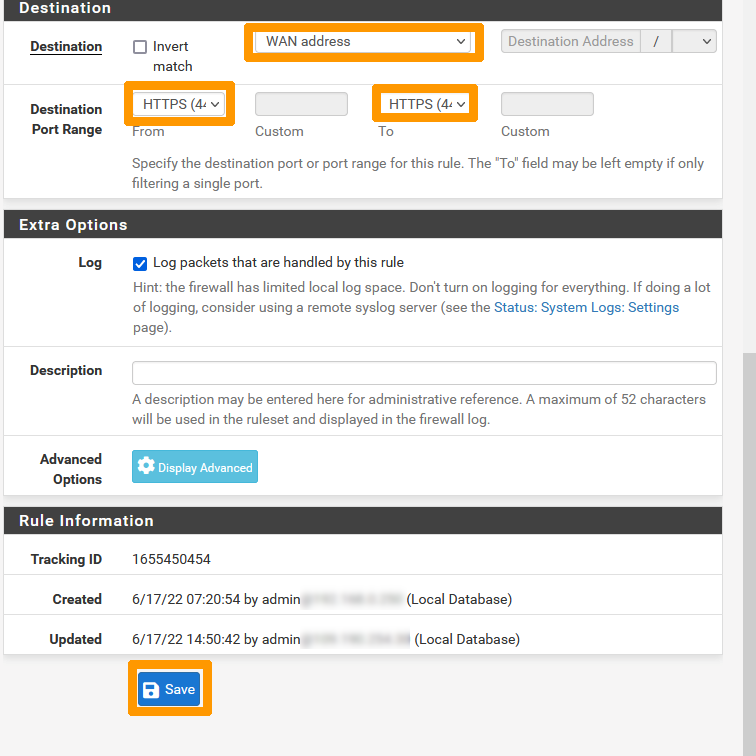 Destination
Destination
Invert match
WAN address
Destination Address
/
Destination Port Range
HTTPS (44
HTTPS (44
From
Custom
To
Custom
Specify the destination port or port range for this rule. The "To" field may be left empty if only
filtering a single port.
Extra Options
Log
Log packets that are handled by this rule
Hint: the firewall has limited local log space. Don't turn on logging for everything. If doing a lot
of logging, consider using a remote syslog server (see the Status: System Logs: Settings
page).
Description
A description may be entered here for administrative reference. A maximum of 52 characters
will be used in the ruleset and displayed in the firewall log.
Advanced Options
Display Advanced
Rule Information
Tracking ID
1655450454
Created
6/17/22 07:20:54 by admin (Local Database)
Updated
6/17/22 14:50:42 by admin (Local Database)
Save